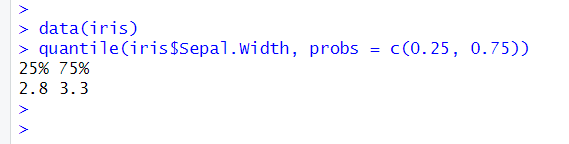 >
> data(iris)
> quantile(iris$Sepal.Width, probs = c(0.25, 0.75))
25% 75%
2.8 3.3
>
>